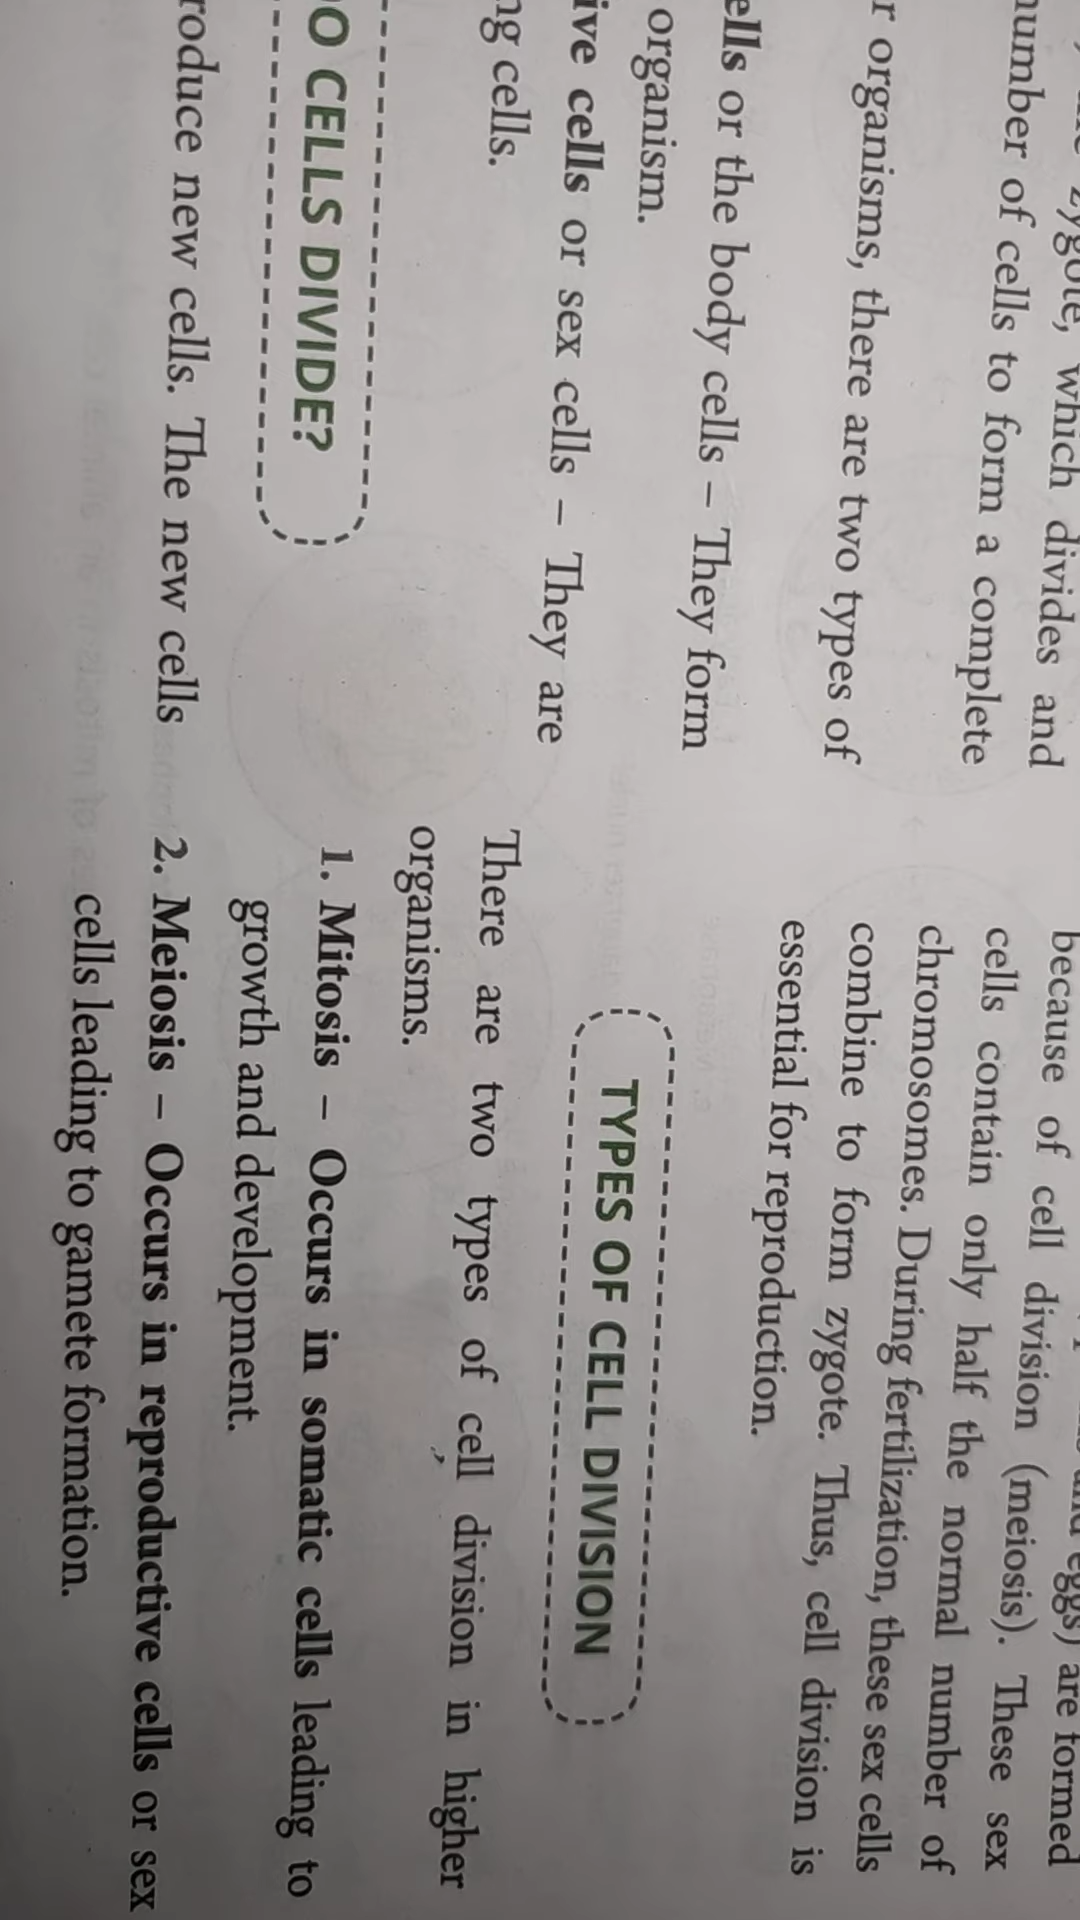 zygote, which divides and
number of cells to form a complete
r organisms, there are two types of
ells or the body cells – They form
organism.
ive cells or sex cells – They are
ng cells.
O CELLS DIVIDE?
roduce new cells. The new cells
and eggs) are formed
because of cell division (meiosis). These sex
cells contain only half the normal number of
chromosomes. During fertilization, these sex cells
combine to form zygote. Thus, cell division is
essential for reproduction.
TYPES OF CELL DIVISION
There are two types of cell division in higher
organisms.
1. Mitosis – Occurs in somatic cells leading to
growth and development.
2. Meiosis – Occurs in reproductive cells or sex
cells leading to gamete formation.